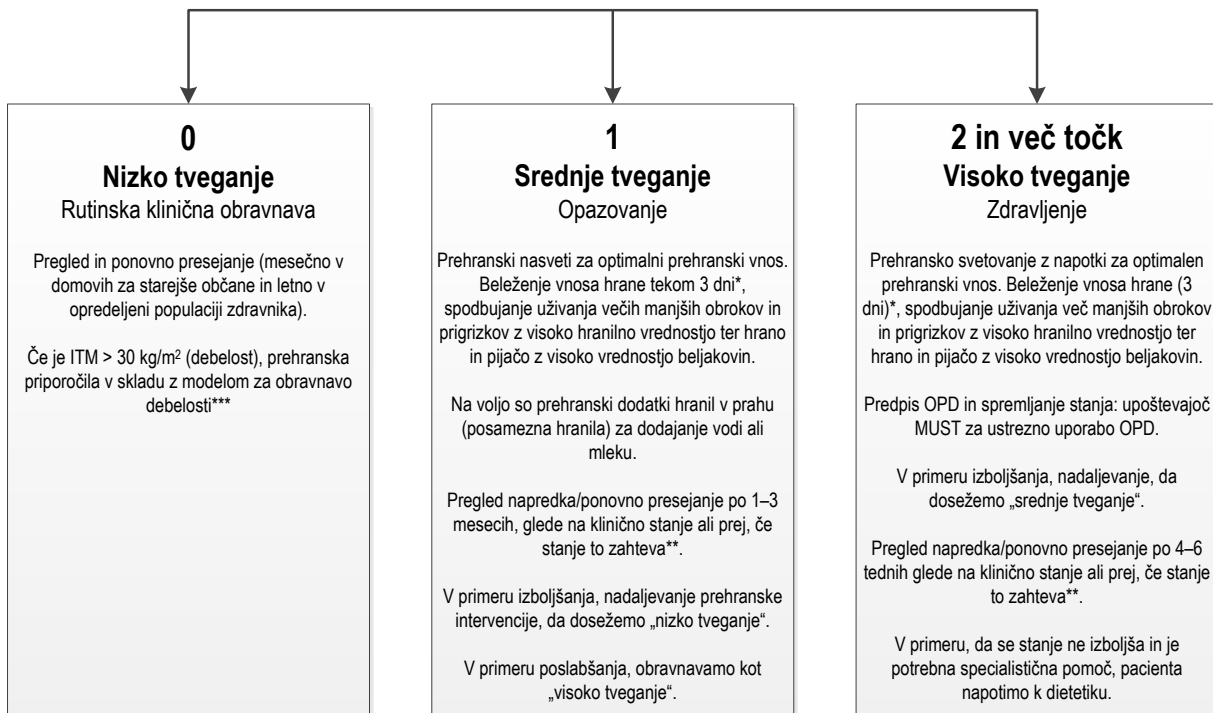 0
Nizko tveganje
Rutinska klinična obravnava
Pregled in ponovno presejanje (mesečno v
domovih za starejše občane in letno v
opredeljeni populaciji zdravnika).
Če je ITM > 30 kg/m² (debelost), prehranska
priporočila v skladu z modelom za obravnavo
debelosti***
1
Srednje tveganje
Opazovanje
Prehranski nasveti za optimalni prehranski vnos.
Beleženje vnosa hrane tekom 3 dni*,
spodbujanje uživanja večih manjših obrokov in
prigrizkov z visoko hranilno vrednostjo ter hrano
in pijačo z visoko vrednostjo beljakovin.
Na voljo so prehranski dodatki hranil v prahu
(posamezna hranila) za dodajanje vodi ali
mleku.
Pregled napredka/ponovno presejanje po 1–3
mesecih, glede na klinično stanje ali prej, če
stanje to zahteva**.
V primeru izboljšanja, nadaljevanje prehranske
intervencije, da dosežemo „nizko tveganje“.
V primeru poslabšanja, obravnavamo kot
„visoko tveganje“.
2 in več točk
Visoko tveganje
Zdravljenje
Prehransko svetovanje z napotki za optimalen
prehranski vnos. Beleženje vnosa hrane (3
dni)*, spodbujanje uživanja več manjših obrokov
in prigrizkov z visoko hranilno vrednostjo ter
hrano in pijačo z visoko vrednostjo beljakovin.
Predpis OPD in spremljanje stanja: upoštevajoč
MUST za ustrezno uporabo OPD.
V primeru izboljšanja, nadaljevanje, da
dosežemo „srednje tveganje“.
Pregled napredka/ponovno presejanje po 4–6
tednih glede na klinično stanje ali prej, če stanje
to zahteva**.
V primeru, da se stanje ne izboljša in je
potrebna specialistična pomoč, pacienta
napotimo k dietetiku.